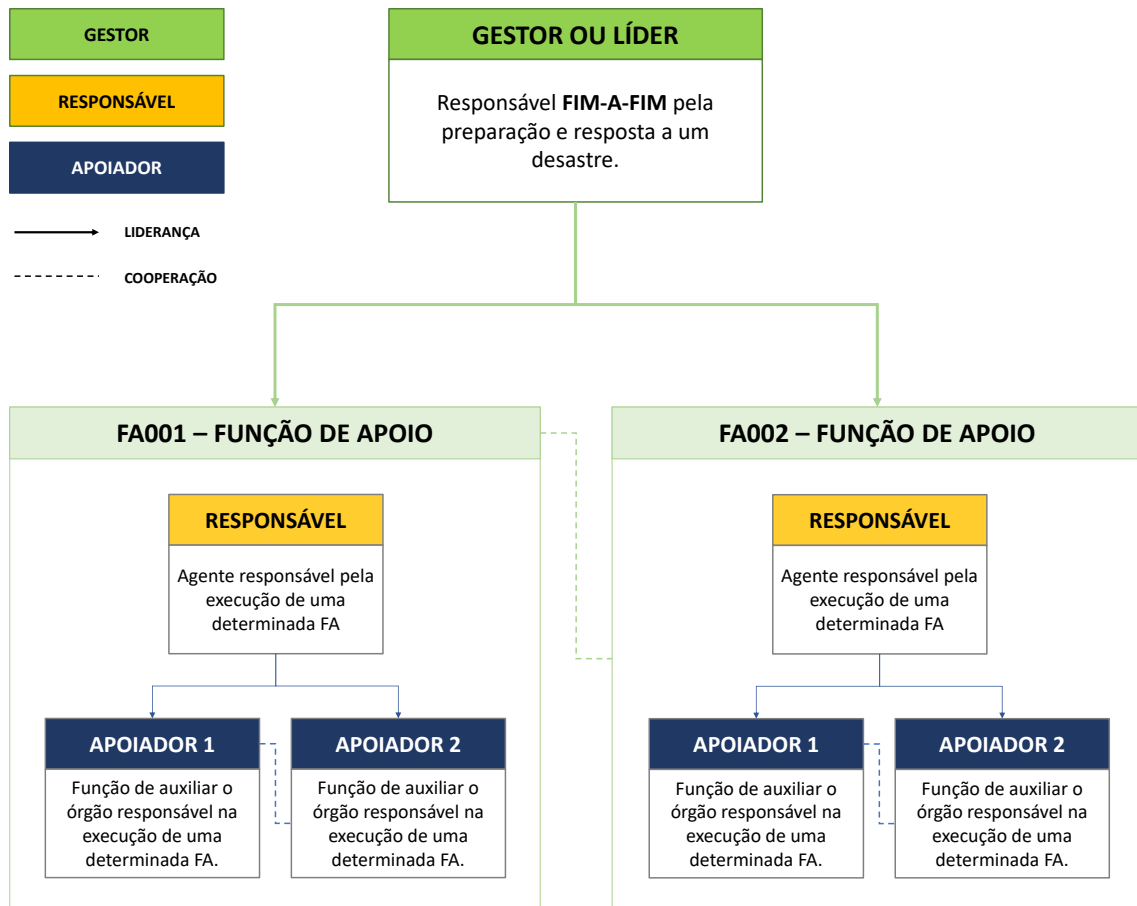 GESTOR
RESPONSÁVEL
APOIADOR
LIDERANÇA
COOPERAÇÃO
GESTOR OU LÍDER
Responsável FIM-A-FIM pela
preparação e resposta a um
desastre.
FA001 – FUNÇÃO DE APOIO
RESPONSÁVEL
Agente responsável pela
execução de uma
determinada FA
APOIADOR 1
Função de auxiliar o
órgão responsável na
execução de uma
determinada FA.
APOIADOR 2
Função de auxiliar o
órgão responsável na
execução de uma
determinada FA.
FA002 – FUNÇÃO DE APOIO
RESPONSÁVEL
Agente responsável pela
execução de uma
determinada FA
APOIADOR 1
Função de auxiliar o
órgão responsável na
execução de uma
determinada FA.
APOIADOR 2
Função de auxiliar o
órgão responsável na
execução de uma
determinada FA.